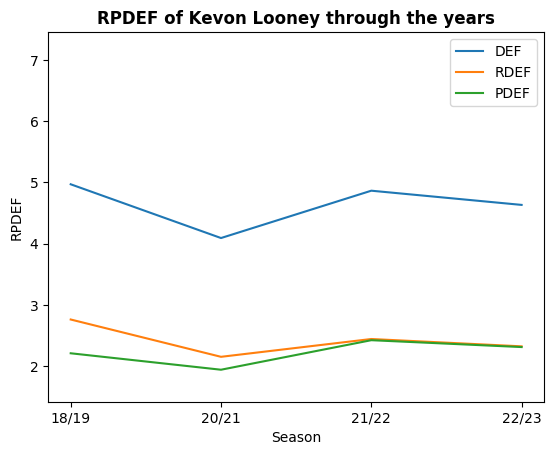 RPDEF of Kevon Looney through the years
DEF
RDEF
PDEF
7
6
5
4
3
2
RPDEF
18/19
20/21
21/22
22/23
Season